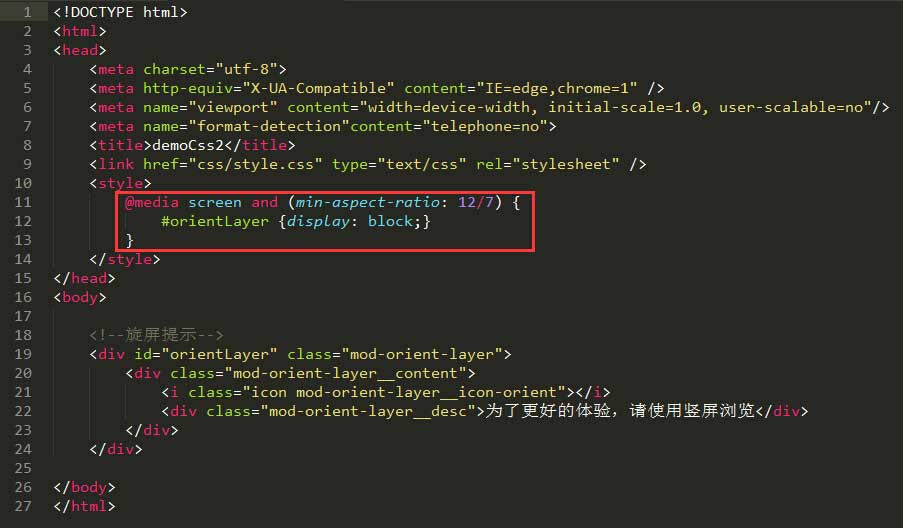 1 <!DOCTYPE html>
2 <html>
3 <head>
4     <meta charset="utf-8">
5     <meta http-equiv="X-UA-Compatible" content="IE=edge,chrome=1" />
6     <meta name="viewport" content="width=device-width, initial-scale=1.0, user-scalable=no"/>
7     <meta name="format-detection"content="telephone=no">
8     <title>demoCss2</title>
9     <link href="css/style.css" type="text/css" rel="stylesheet" />
10     <style>
11         @media screen and (min-aspect-ratio: 12/7) {
12             #orientLayer {display: block;}
13         }
14     </style>
15 </head>
16 <body>
17
18     <!--旋屏提示-->
19     <div id="orientLayer" class="mod-orient-layer">
20         <div class="mod-orient-layer__content">
21             <i class="icon mod-orient-layer__icon-orient"></i>
22             <div class="mod-orient-layer__desc">为了更好的体验，请使用竖屏浏览</div>
23         </div>
24     </div>
25
26 </body>
27 </html>